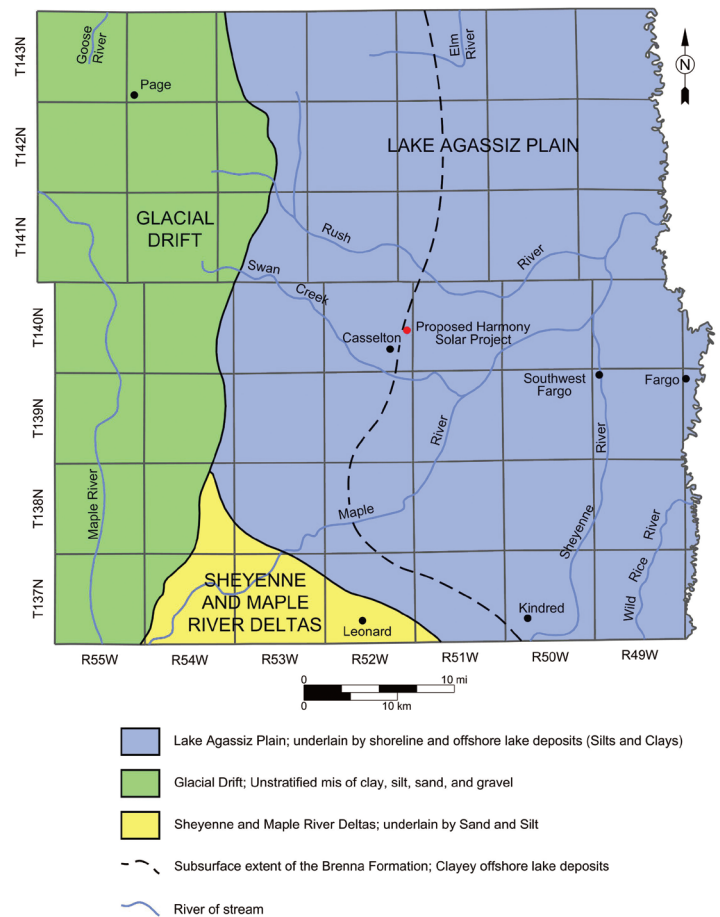 T143N
T142N
T141N
T140N
T139N
T138N
T137N
Goose
River
Page
Elm
River
N
LAKE AGASSIZ PLAIN
GLACIAL
DRIFT
Rush
River
Swan
Creek
Casselton
Proposed Harmony
Solar Project
Southwest
Fargo
Fargo
River
River
Maple River
Maple
Sheyenne
River
Rice
Wild
SHEYENNE
AND MAPLE
RIVER DELTAS
Leonard
Kindred
R55W
R54W
R53W
R52W
R51W
R50W
R49W
0
10 mi
0
10 km
Lake Agassiz Plain; underlain by shoreline and offshore lake deposits (Silts and Clays)
Glacial Drift; Unstratified mis of clay, silt, sand, and gravel
Sheyenne and Maple River Deltas; underlain by Sand and Silt
Subsurface extent of the Brenna Formation; Clayey offshore lake deposits
River of stream